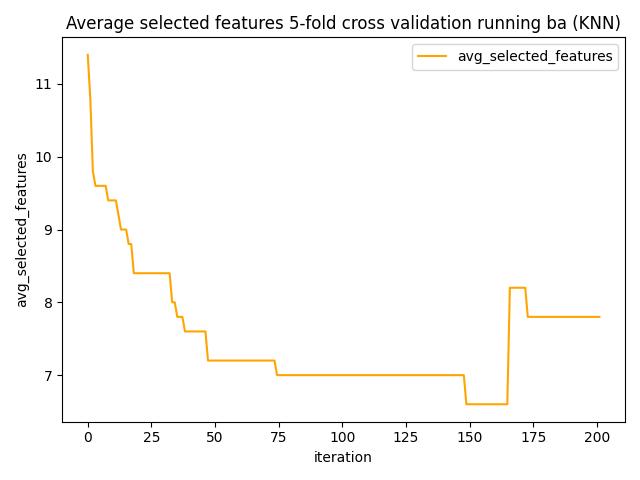 Average selected features 5-fold cross validation running ba (KNN)
avg_selected_features
11
10
9
8
7
avg_selected_features
0 25 50 75 100 125 150 175 200
iteration